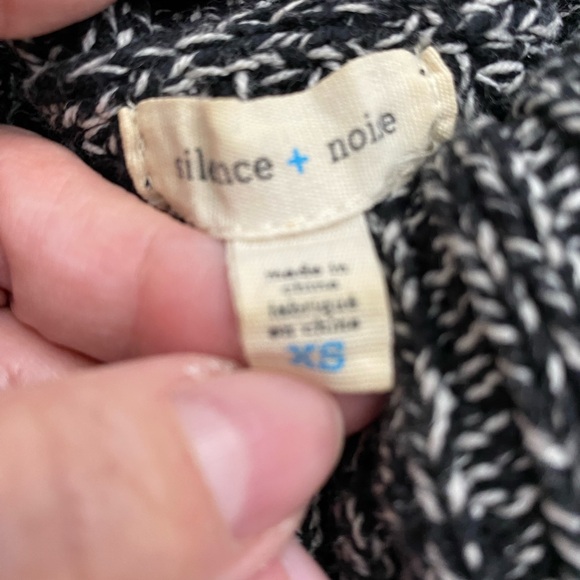 silence + noise
made in
china
fabriqué
en chine
XS